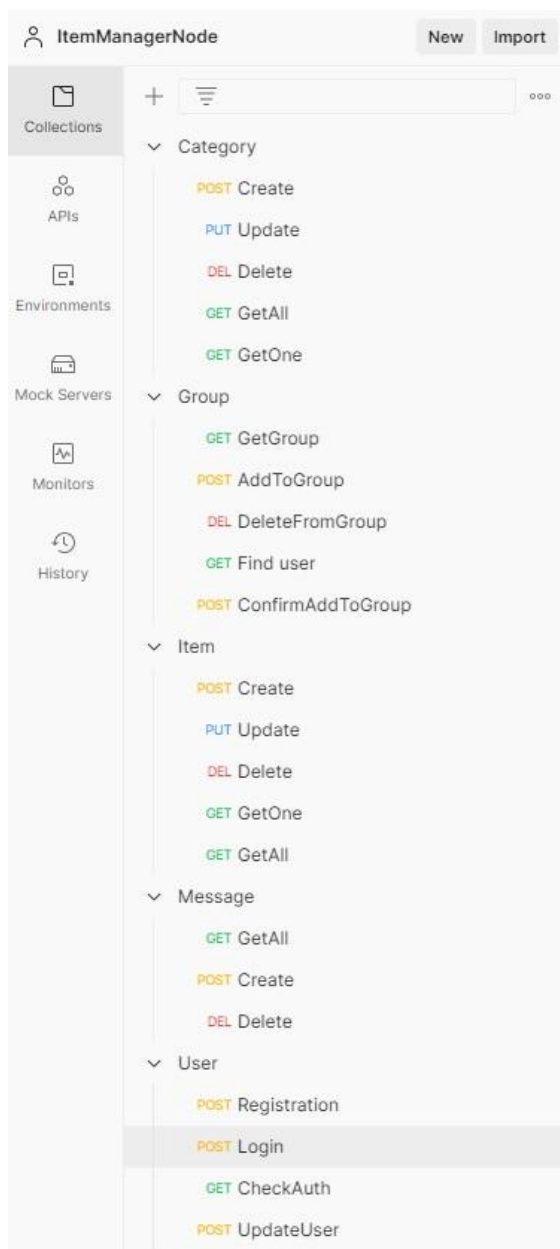 ItemManagerNode New Import
Collections
APIs
Environments
Mock Servers
Monitors
History
Category
POST Create
PUT Update
DEL Delete
GET GetAll
GET GetOne
Group
GET GetGroup
POST AddToGroup
DEL DeleteFromGroup
GET Find user
POST ConfirmAddToGroup
Item
POST Create
PUT Update
DEL Delete
GET GetOne
GET GetAll
Message
GET GetAll
POST Create
DEL Delete
User
POST Registration
POST Login
GET CheckAuth
POST UpdateUser